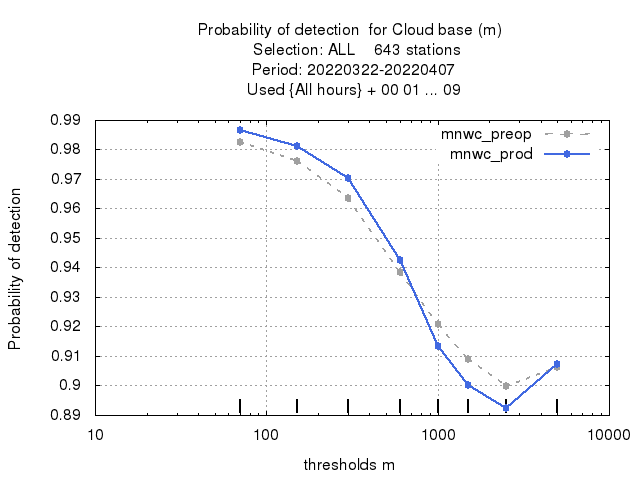 Probability of detection  for Cloud base (m)
Selection: ALL    643 stations
Period: 20220322-20220407
Used {All hours} + 00 01 ... 09
mnwc_preop
mnwc_prod
Probability of detection
0.99
0.98
0.97
0.96
0.95
0.94
0.93
0.92
0.91
0.9
0.89
10
100
1000
10000
thresholds m